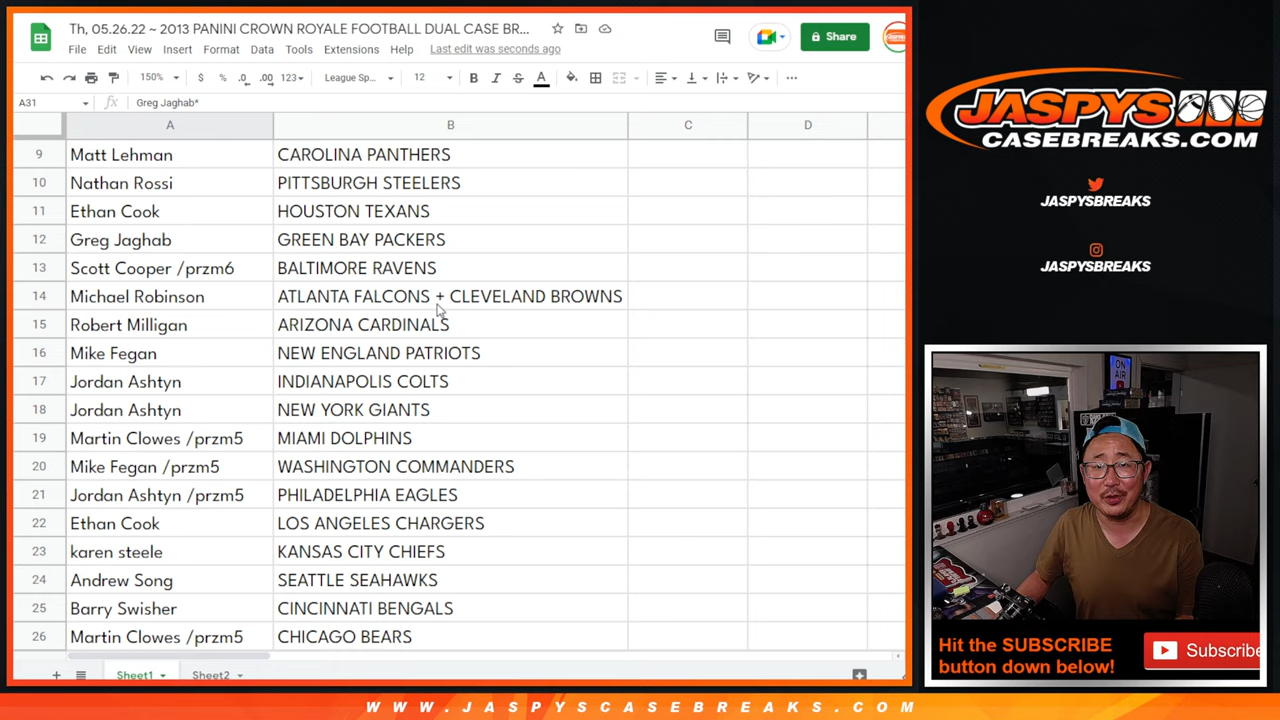 Th, 05.26.22 ~ 2013 PANINI CROWN ROYALE FOOTBALL DUAL CASE BR...
File Edit View Insert Format Data Tools Extensions Help Last edit was seconds ago
Share
150% $ % .0 .00 123 League Sp... 12 B I S A
A31 fx Greg Jaghab*
A B C D
9 Matt Lehman CAROLINA PANTHERS
10 Nathan Rossi PITTSBURGH STEELERS
11 Ethan Cook HOUSTON TEXANS
12 Greg Jaghab GREEN BAY PACKERS
13 Scott Cooper /przm6 BALTIMORE RAVENS
14 Michael Robinson ATLANTA FALCONS + CLEVELAND BROWNS
15 Robert Milligan ARIZONA CARDINALS
16 Mike Fegan NEW ENGLAND PATRIOTS
17 Jordan Ashtyn INDIANAPOLIS COLTS
18 Jordan Ashtyn NEW YORK GIANTS
19 Martin Clowes /przm5 MIAMI DOLPHINS
20 Mike Fegan /przm5 WASHINGTON COMMANDERS
21 Jordan Ashtyn /przm5 PHILADELPHIA EAGLES
22 Ethan Cook LOS ANGELES CHARGERS
23 karen steele KANSAS CITY CHIEFS
24 Andrew Song SEATTLE SEAHAWKS
25 Barry Swisher CINCINNATI BENGALS
26 Martin Clowes /przm5 CHICAGO BEARS
Sheet1 Sheet2
JASPYS
CASEBREAKS.COM
JASPYSBREAKS
JASPYSBREAKS
ON AIR
Hit the SUBSCRIBE
button down below!
Subscribe
WWW.JASPYSCASEBREAKS.COM